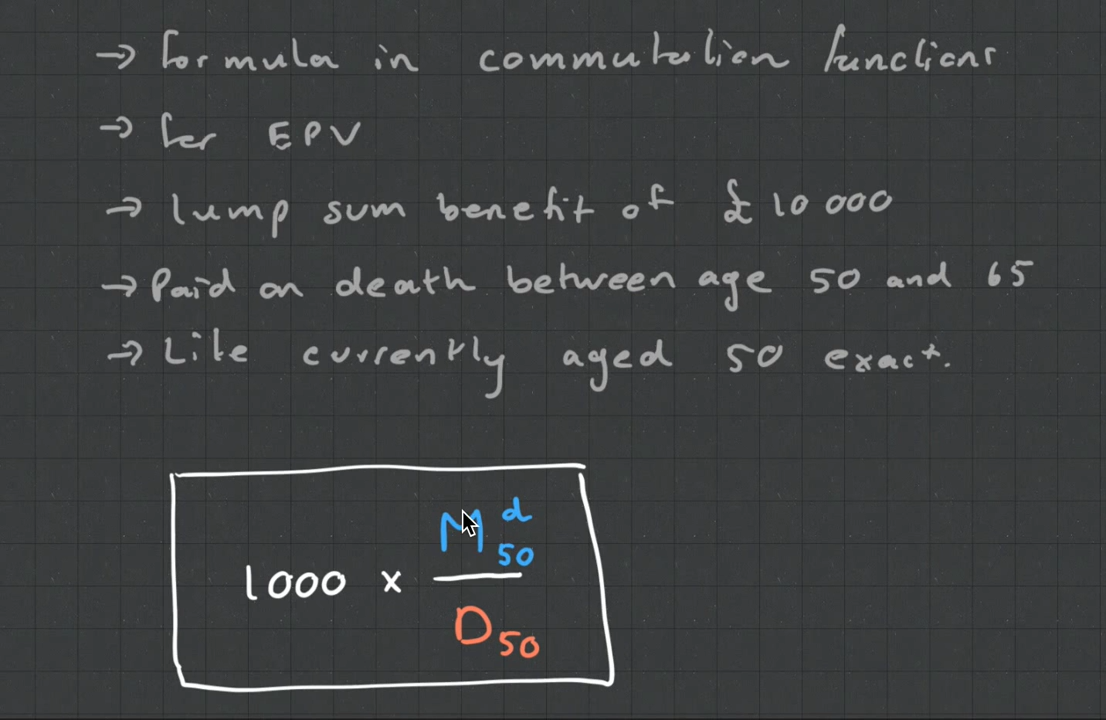 → formula in commutation functions
→ for EPV
→ lump sum benefit of £10 000
→ Paid on death between age 50 and 65
→ Life currently aged 50 exact.
1000 x M d 50
D 50